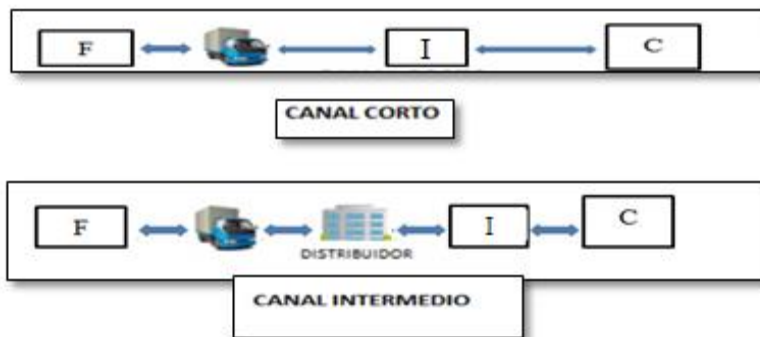 F I C
CANAL CORTO
F I C
DISTRIBUIDOR
CANAL INTERMEDIO